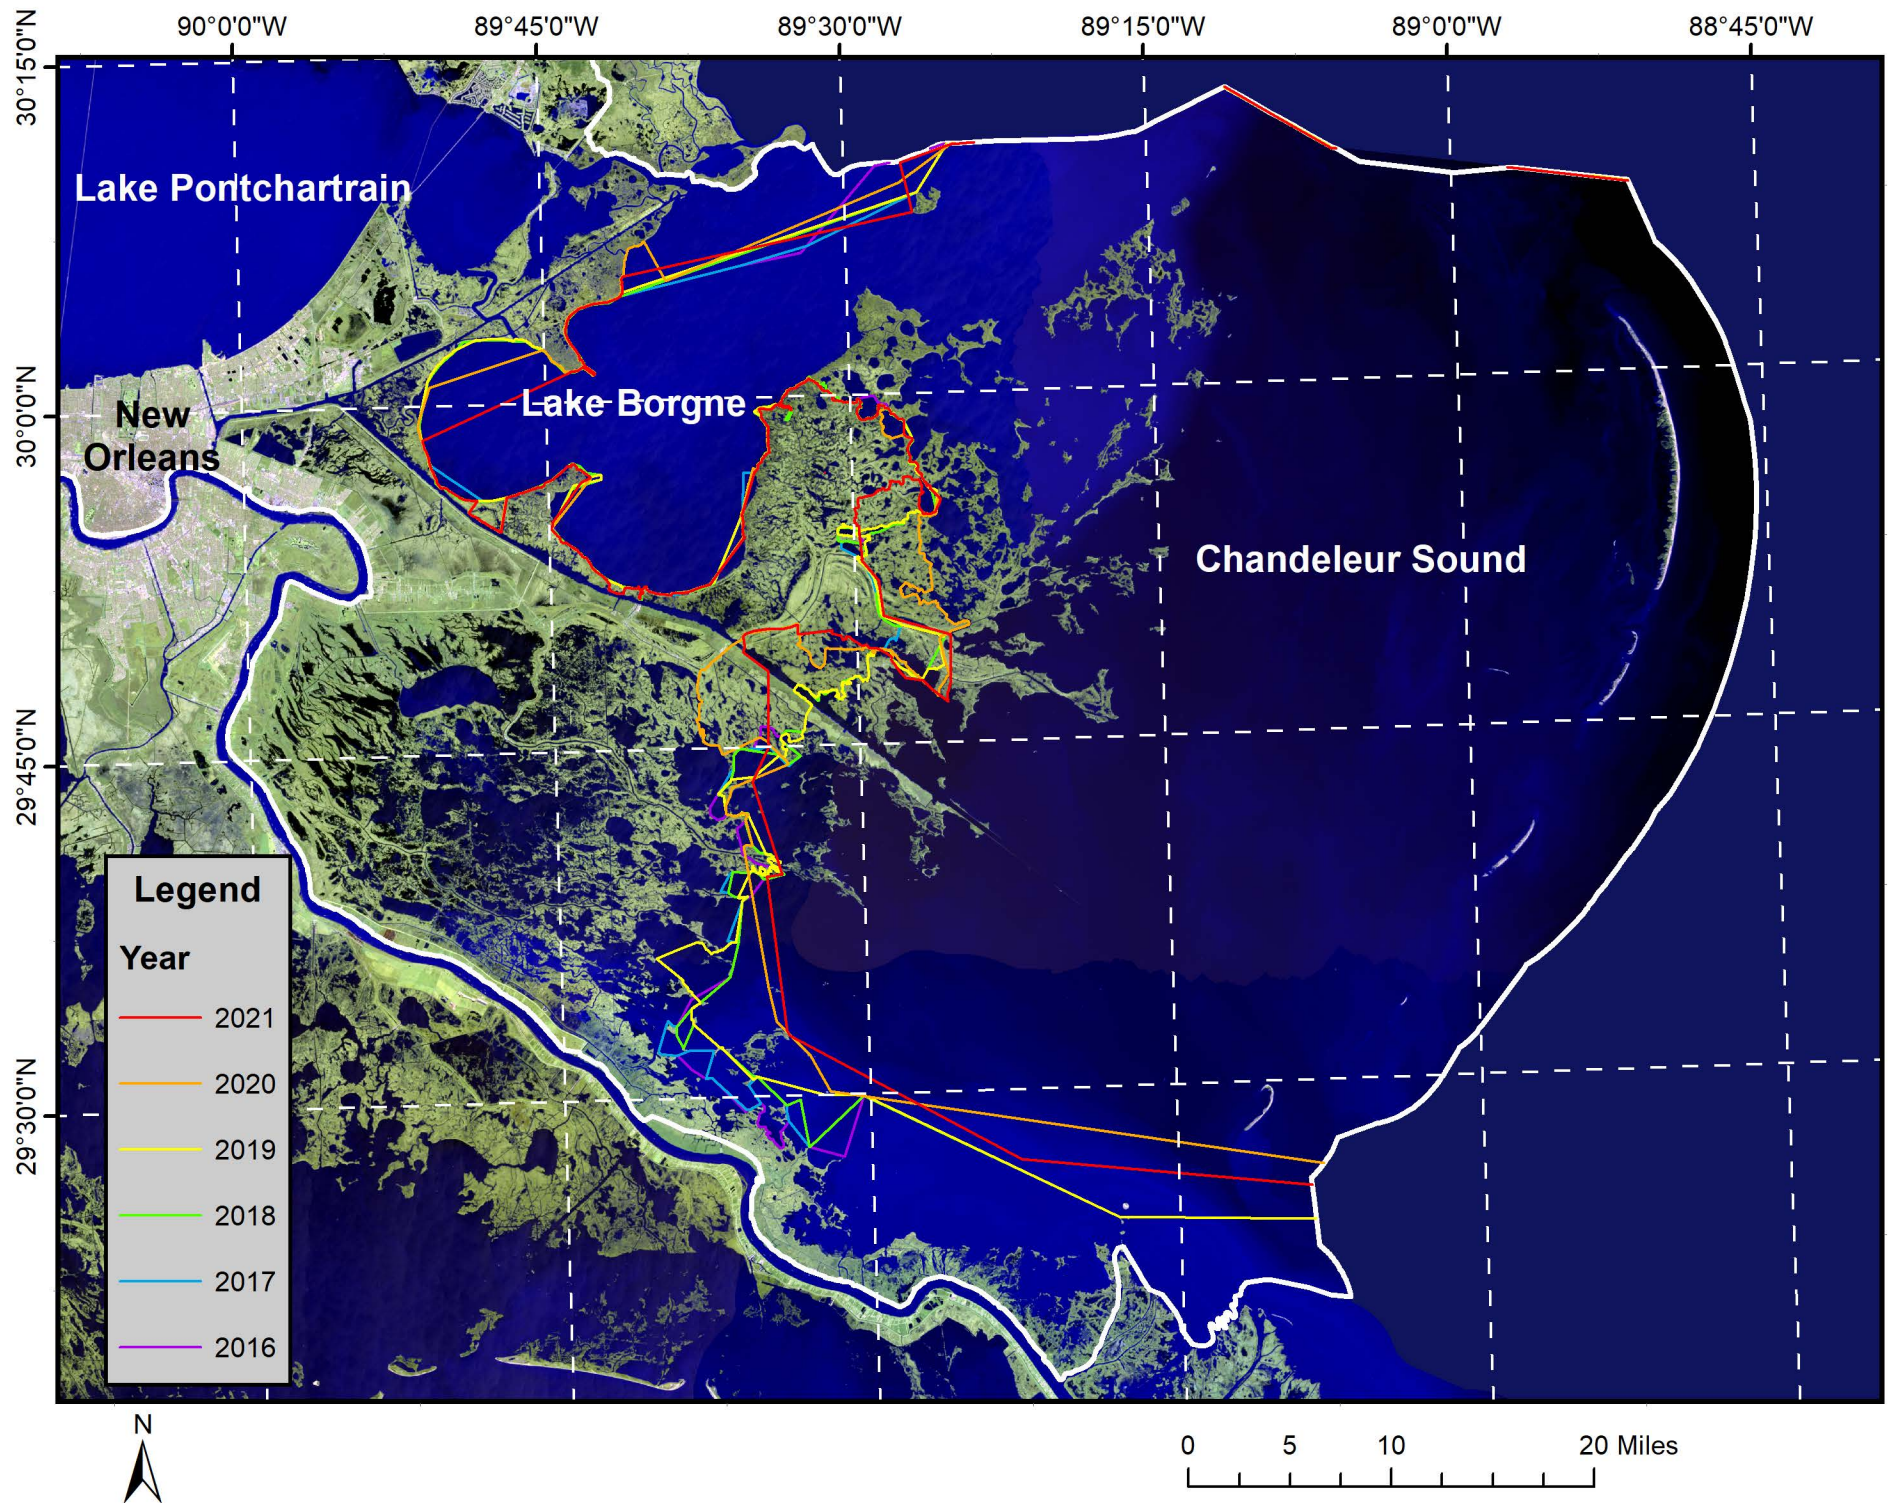 90°0'0"W 89°45'0"W 89°30'0"W 89°15'0"W 89°0'0"W 88°45'0"W
30°15'0"N
30°0'0"N
29°45'0"N
29°30'0"N
Lake Pontchartrain
New
Orleans
Lake Borgne
Chandeleur Sound
Legend
Year
2021
2020
2019
2018
2017
2016
N
0 5 10 20 Miles